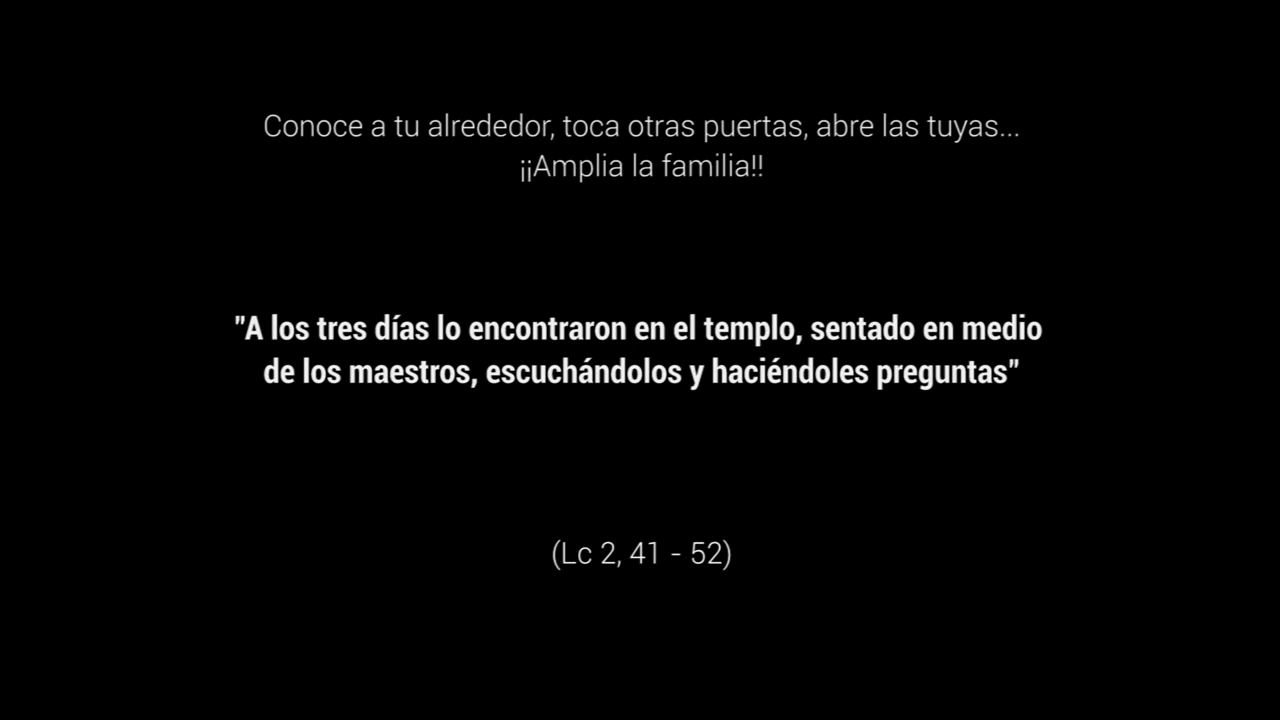 Conoce a tu alrededor, toca otras puertas, abre las tuyas...
¡¡Amplia la familia!!
"A los tres días lo encontraron en el templo, sentado en medio
de los maestros, escuchándolos y haciéndoles preguntas"
(Lc 2, 41 - 52)